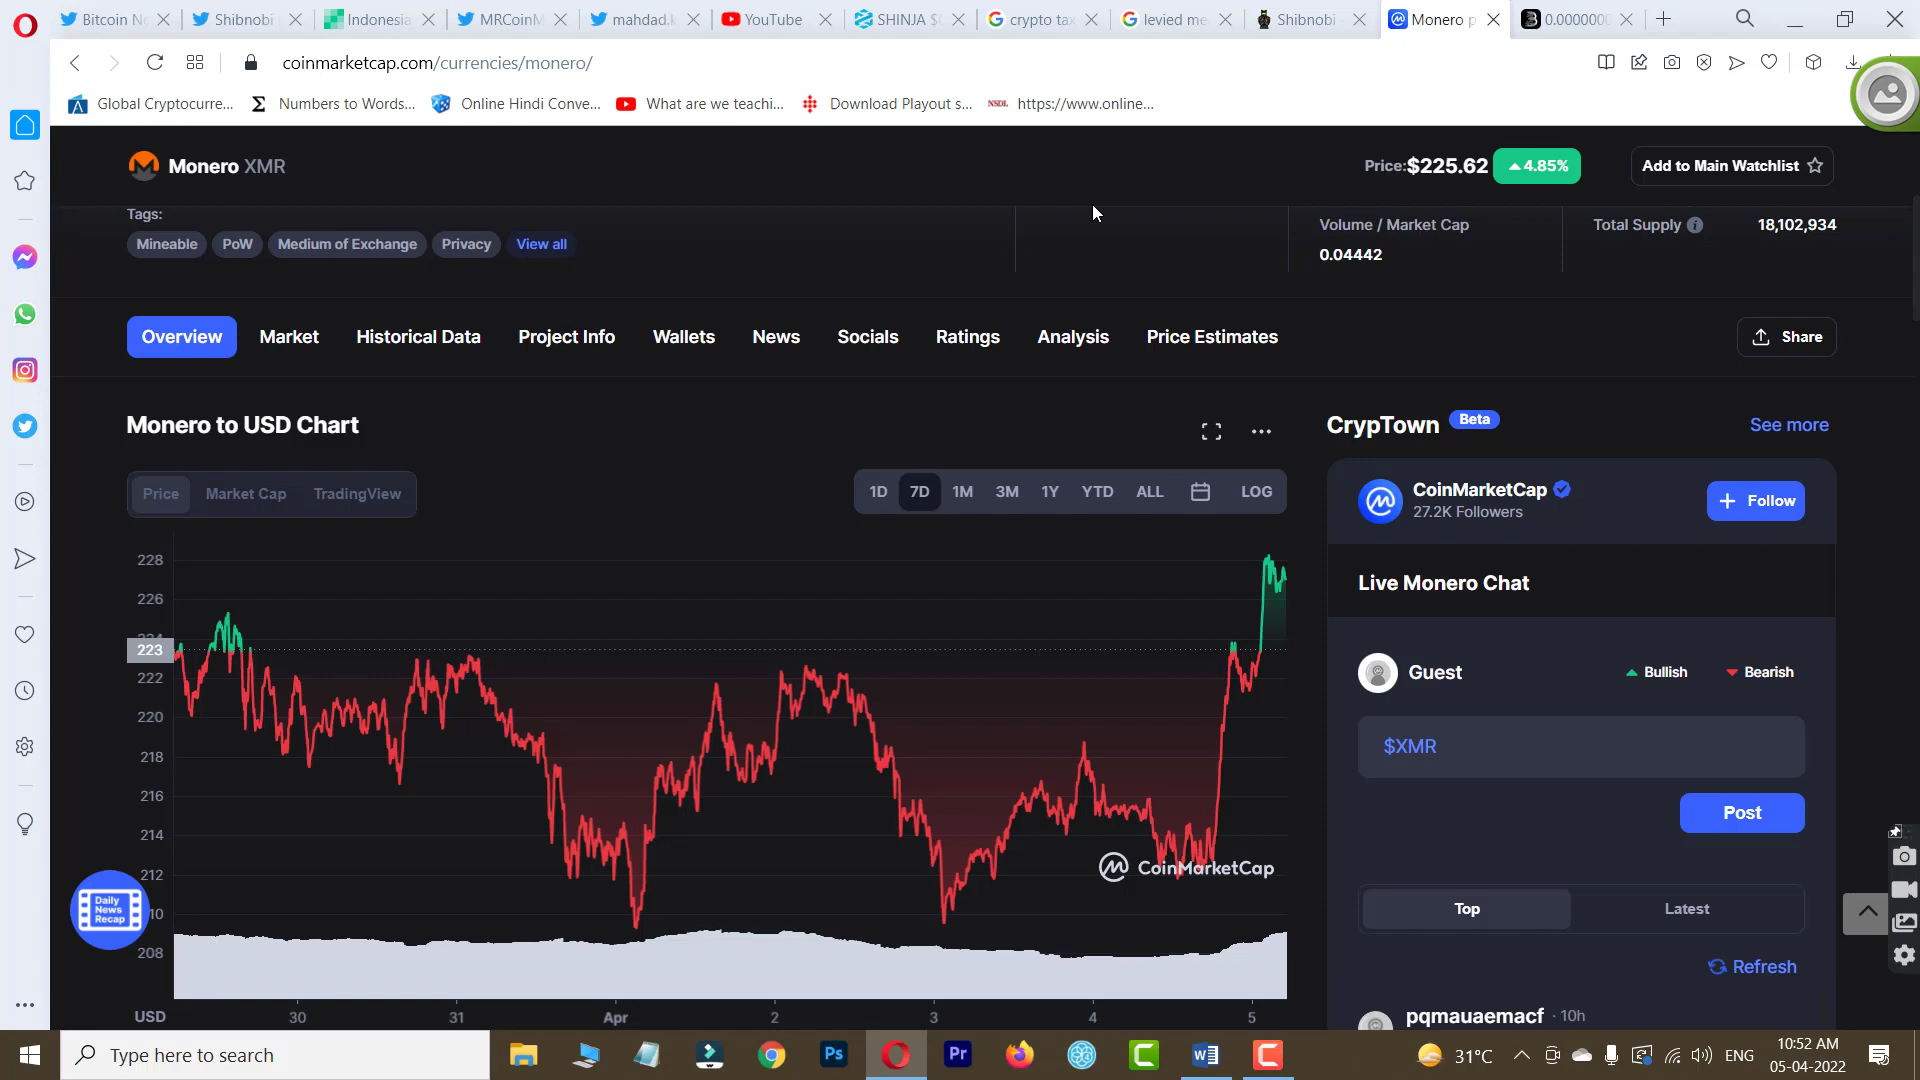 Bitcoin N
Shibnobi
Indonesia
MRCoinM
mahdad.k
YouTube
SHINJA $
crypto tax
levied me
Shibnobi
Monero p
0.0000000
coinmarketcap.com/currencies/monero/
Global Cryptocurre...
Numbers to Words...
Online Hindi Conve...
What are we teachi...
Download Playout s...
NSDL
https://www.online...
Monero XMR
Price:$225.62
4.85%
Add to Main Watchlist
Tags:
Mineable
PoW
Medium of Exchange
Privacy
View all
Volume / Market Cap
0.04442
Total Supply
18,102,934
Overview
Market
Historical Data
Project Info
Wallets
News
Socials
Ratings
Analysis
Price Estimates
Share
Monero to USD Chart
Price
Market Cap
TradingView
1D
7D
1M
3M
1Y
YTD
ALL
LOG
228
226
224
223
222
220
218
216
214
212
10
208
USD
30
31
Apr
2
3
4
5
CoinMarketCap
Daily
News
Recap
CrypTown
Beta
See more
CoinMarketCap
27.2K Followers
+ Follow
Live Monero Chat
Guest
Bullish
Bearish
$XMR
Post
Top
Latest
Refresh
pqmauaemacf · 10h
Type here to search
Ps
Pr
31°C
ENG
10:52 AM
05-04-2022